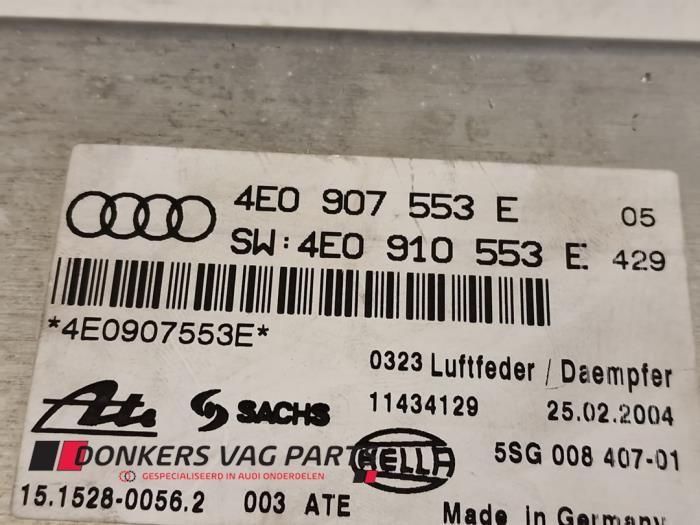 4E0 907 553 E 05
SW: 4E0 910 553 E 429
*4E0907553E*
0323 Luftfeder / Daempfer
Ate SACHS 11434129 25.02.2004
DONKERS VAG PART HELLA 5SG 008 407-01
GESPECIALISEERD IN AUDI ONDERDELEN
15.1528-0056.2 003 ATE Made in Germany